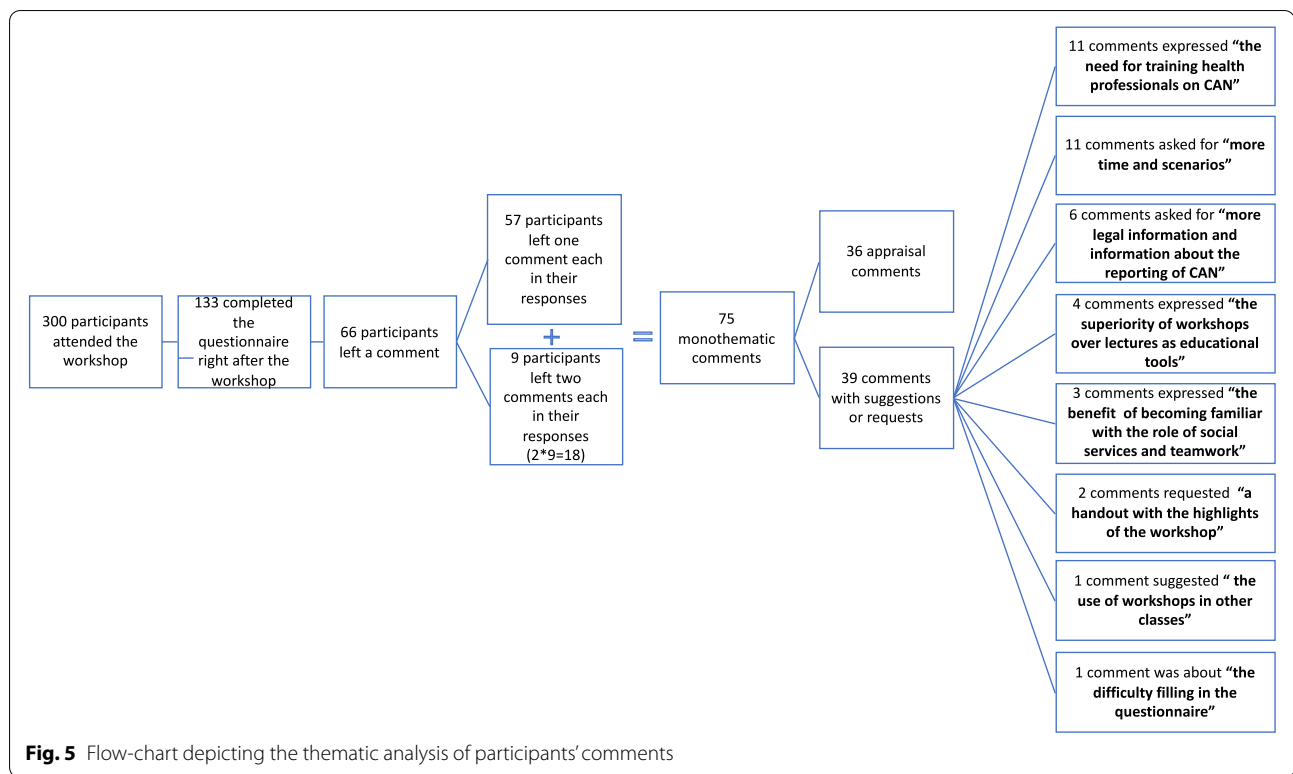 300 participants
attended the workshop
133 completed
the
questionnaire
right after the
workshop
66 participants
left a comment
57 participants
left one
comment each
in their
responses
+
9 participants
left two
comments each
in their
responses
(2*9=18)
=
75
monothematic
comments
36 appraisal
comments
39 comments
with suggestions
or requests
11 comments expressed “the
need for training health
professionals on CAN”
11 comments asked for “more
time and scenarios”
6 comments asked for “more
legal information and
information about the
reporting of CAN”
4 comments expressed “the
superiority of workshops
over lectures as educational
tools”
3 comments expressed “the
benefit of becoming familiar
with the role of social
services and teamwork”
2 comments requested “a
handout with the highlights
of the workshop”
1 comment suggested “ the
use of workshops in other
classes”
1 comment was about “the
difficulty filling in the
questionnaire”
Fig. 5 Flow-chart depicting the thematic analysis of participants’ comments